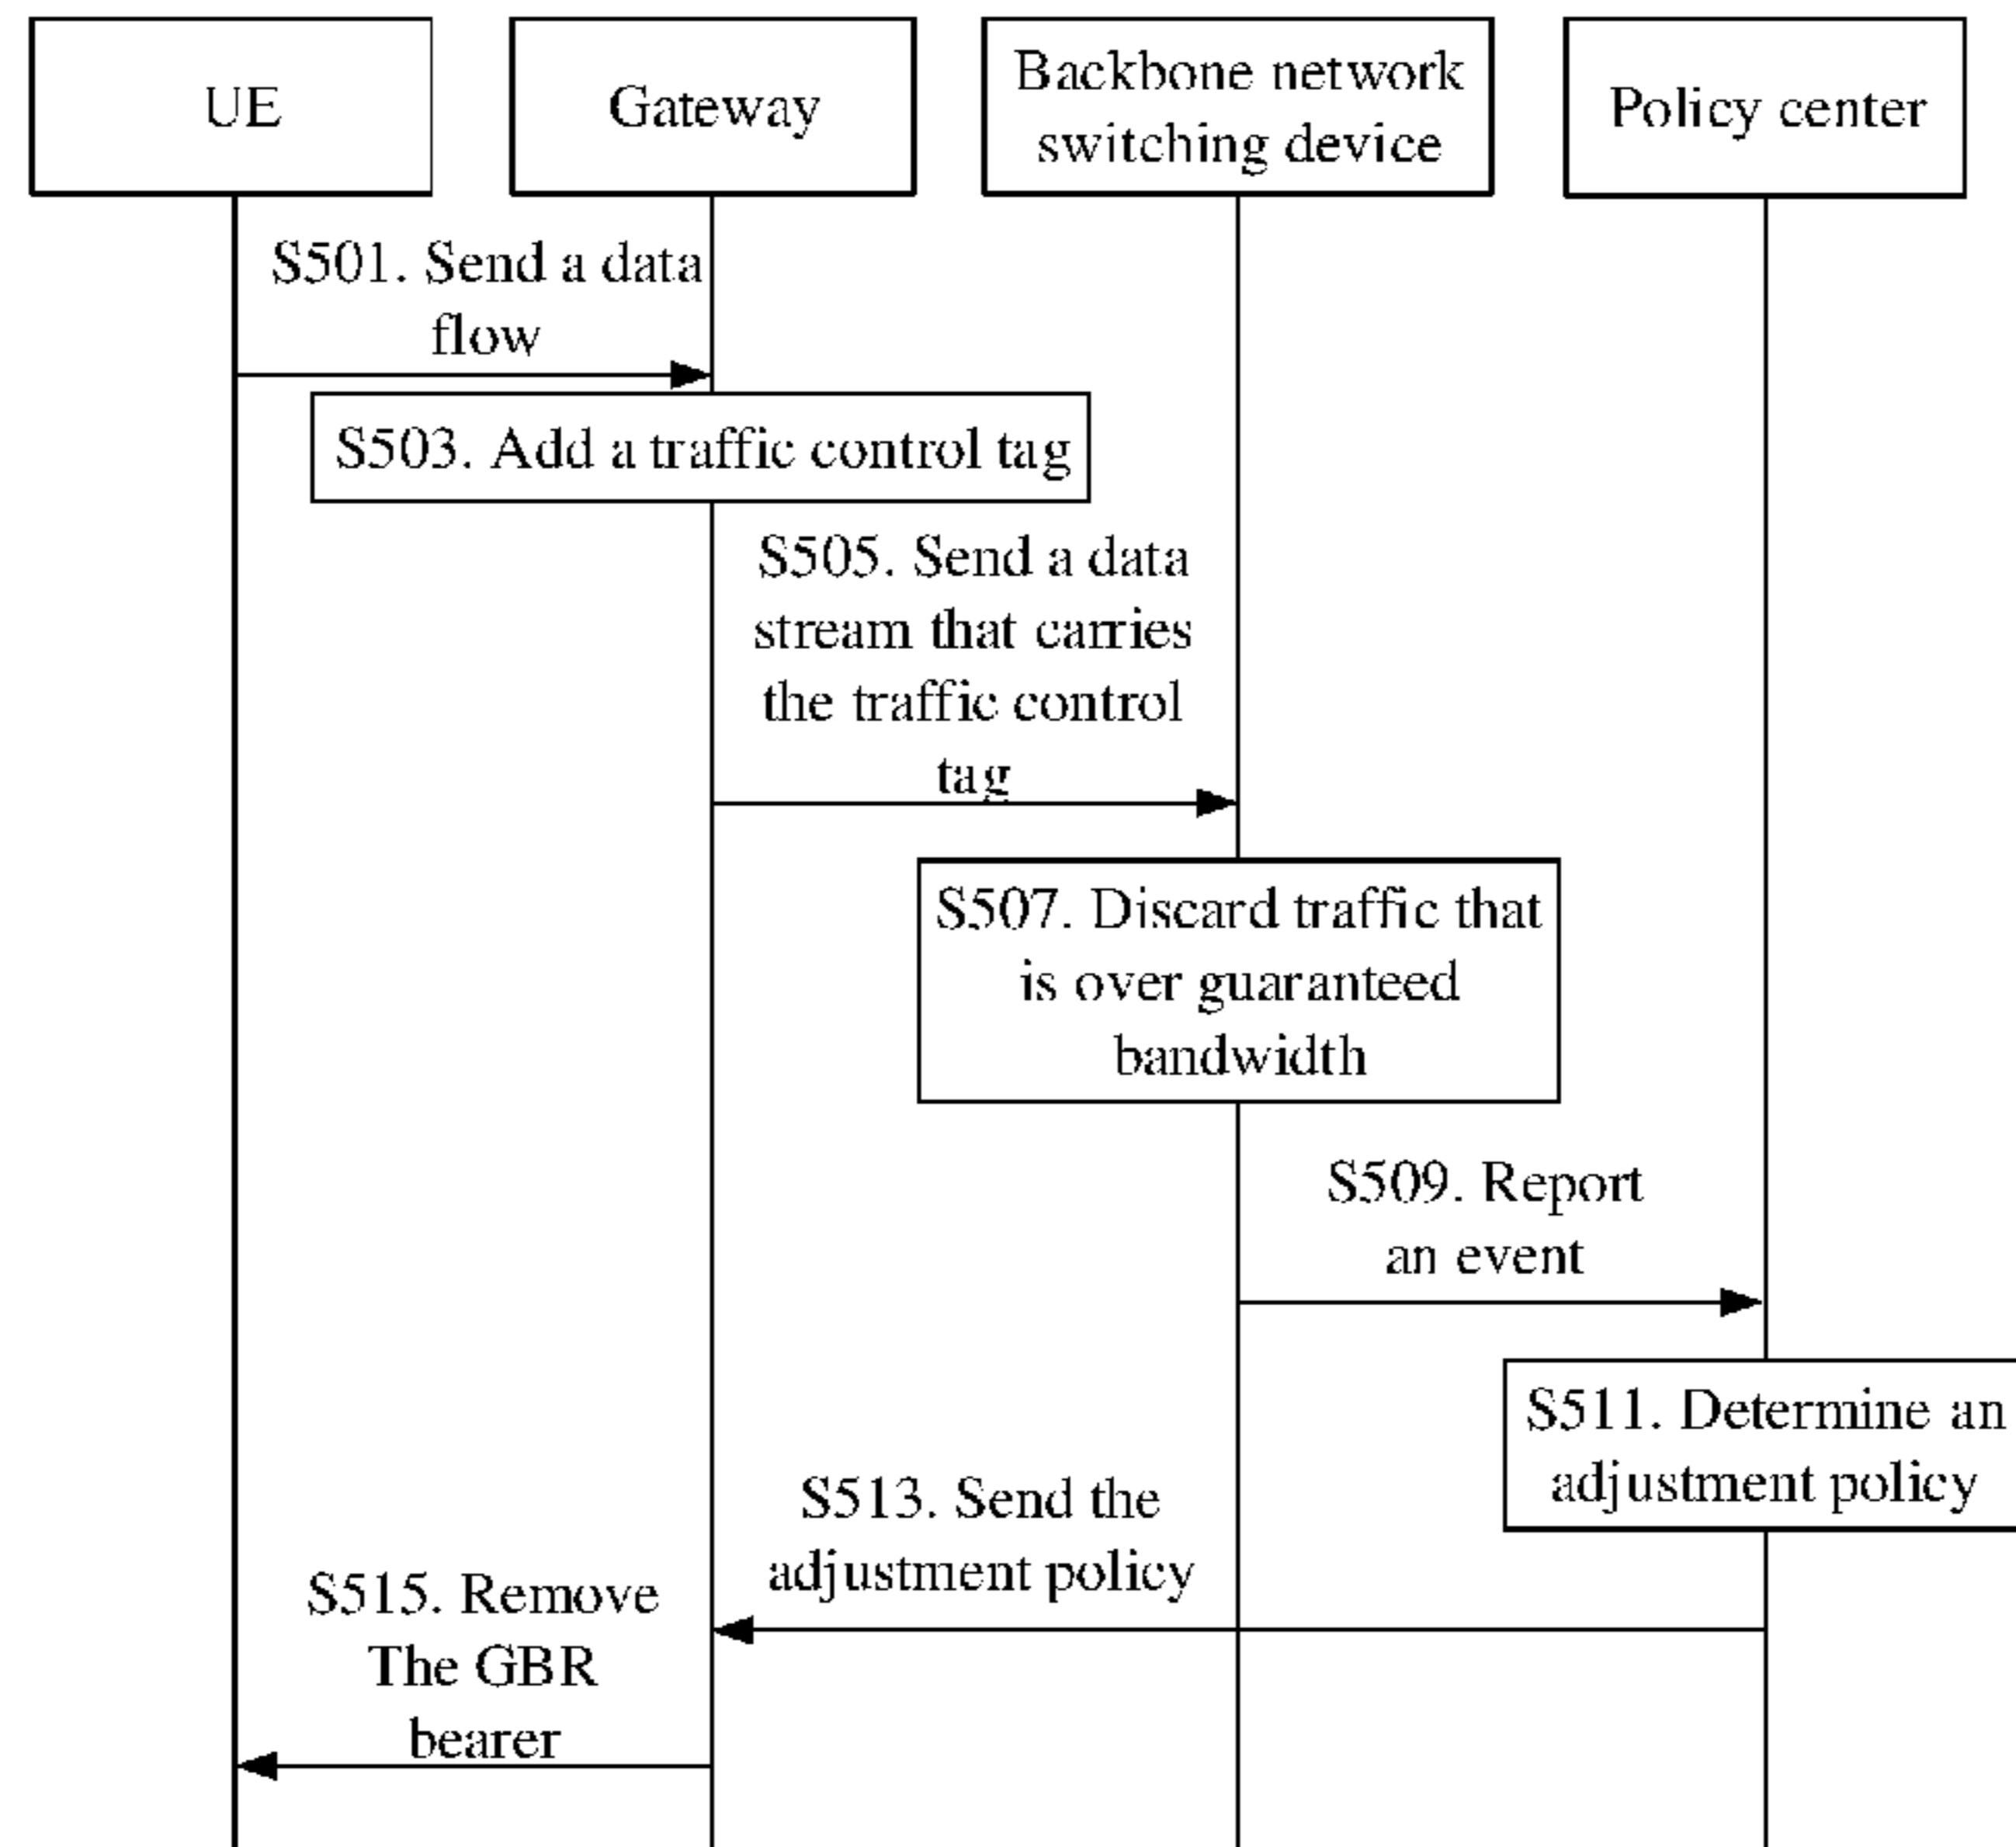 UE
Gateway
Backbone network
switching device
Policy center
S501. Send a data
flow
S503. Add a traffic control tag
S505. Send a data
stream that carries
the traffic control
tag
S507. Discard traffic that
is over guaranteed
bandwidth
S509. Report
an event
S511. Determine an
adjustment policy
S513. Send the
adjustment policy
S515. Remove
The GBR
bearer